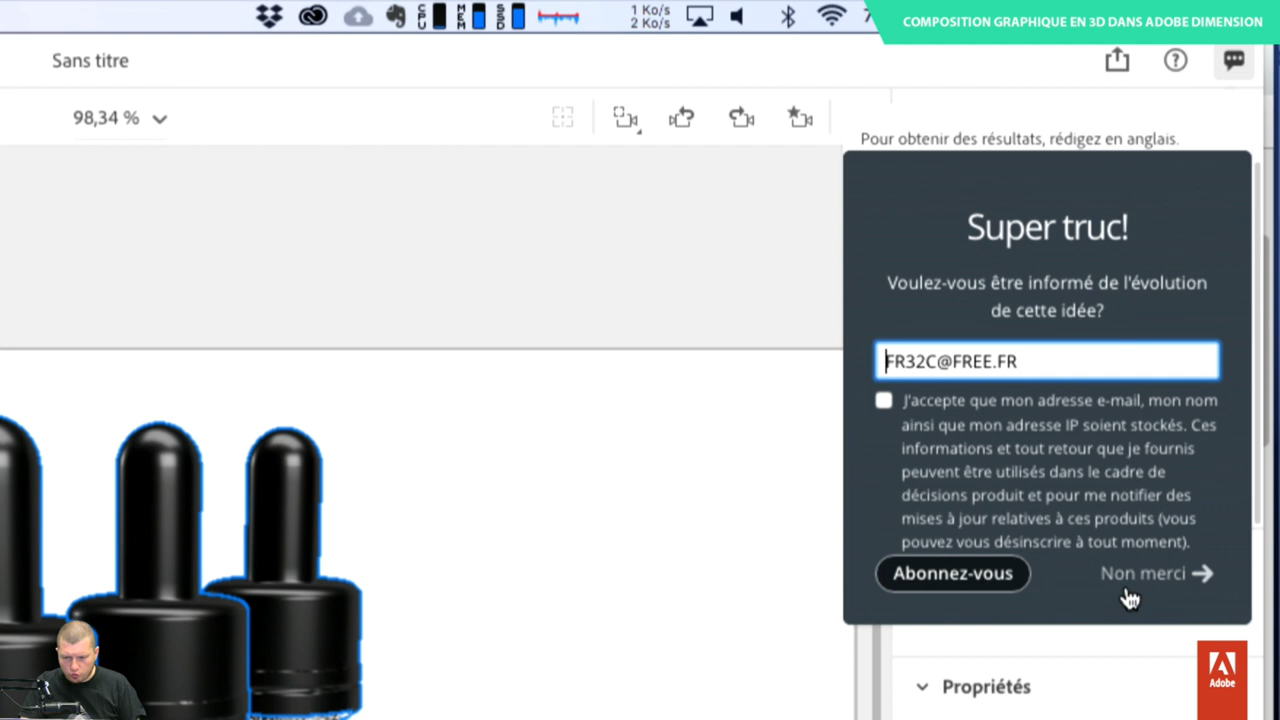 CPU
MEM
SSD
1 Ko/s
2 Ko/s
COMPOSITION GRAPHIQUE EN 3D DANS ADOBE DIMENSION
Sans titre
98,34 %
Pour obtenir des résultats, rédigez en anglais.
Super truc!
Voulez-vous être informé de l'évolution
de cette idée?
FR32C@FREE.FR
J'accepte que mon adresse e-mail, mon nom
ainsi que mon adresse IP soient stockés. Ces
informations et tout retour que je fournis
peuvent être utilisés dans le cadre de
décisions produit et pour me notifier des
mises à jour relatives à ces produits (vous
pouvez vous désinscrire à tout moment).
Abonnez-vous
Non merci
Propriétés
Adobe